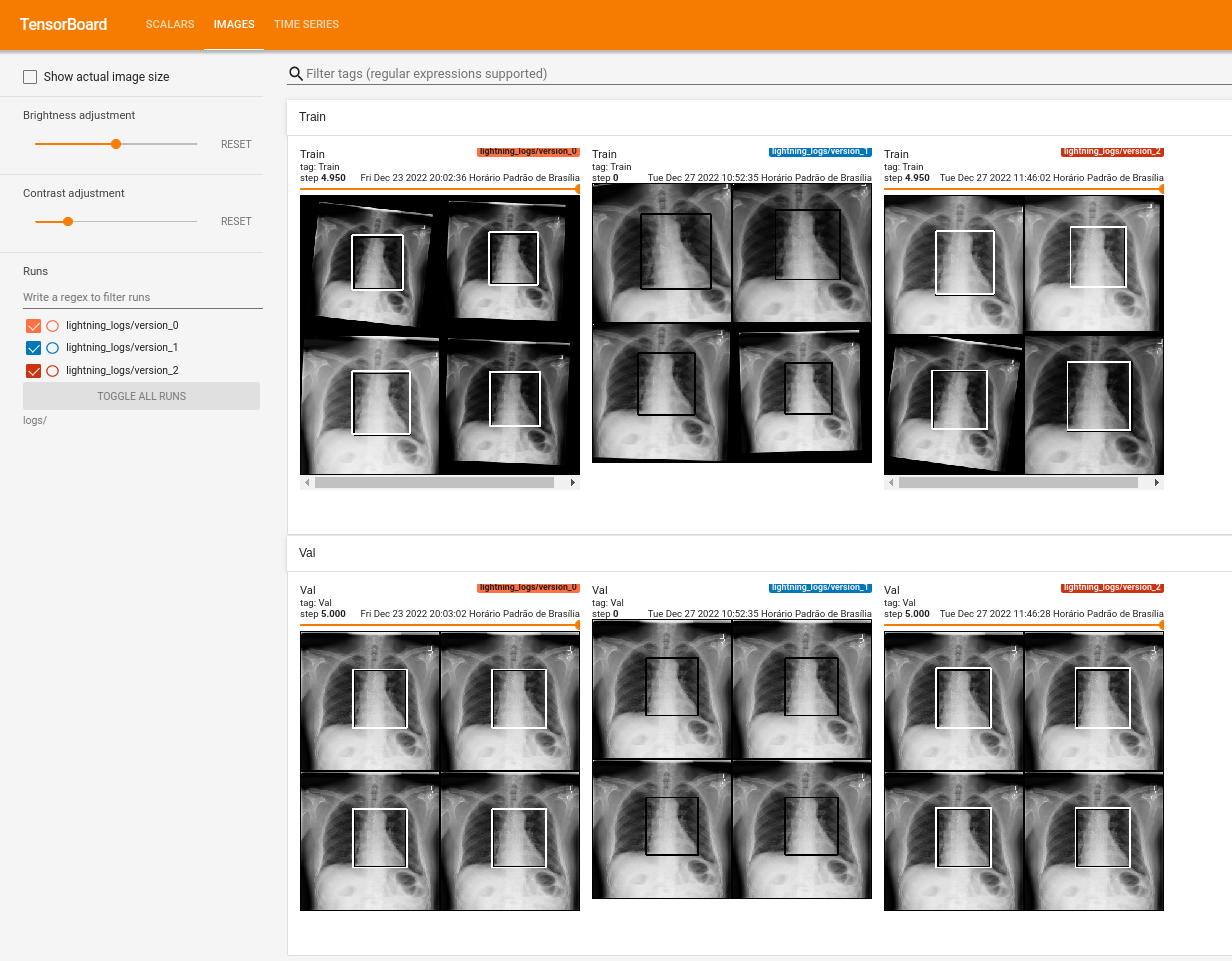 TensorBoard SCALARS IMAGES TIME SERIES
Show actual image size
Filter tags (regular expressions supported)
Brightness adjustment
RESET
Contrast adjustment
RESET
Runs
Write a regex to filter runs
lightning_logs/version_0
lightning_logs/version_1
lightning_logs/version_2
TOGGLE ALL RUNS
logs/
Train
Train lightning_logs/version_0
tag: Train
step 4.950 Fri Dec 23 2022 20:02:36 Horário Padrão de Brasília
Train lightning_logs/version_1
tag: Train
step 0 Tue Dec 27 2022 10:52:35 Horário Padrão de Brasília
Train lightning_logs/version_2
tag: Train
step 4.950 Tue Dec 27 2022 11:46:02 Horário Padrão de Brasília
Val
Val lightning_logs/version_0
tag: Val
step 5.000 Fri Dec 23 2022 20:03:02 Horário Padrão de Brasília
Val lightning_logs/version_1
tag: Val
step 0 Tue Dec 27 2022 10:52:35 Horário Padrão de Brasília
Val lightning_logs/version_2
tag: Val
step 5.000 Tue Dec 27 2022 11:46:28 Horário Padrão de Brasília